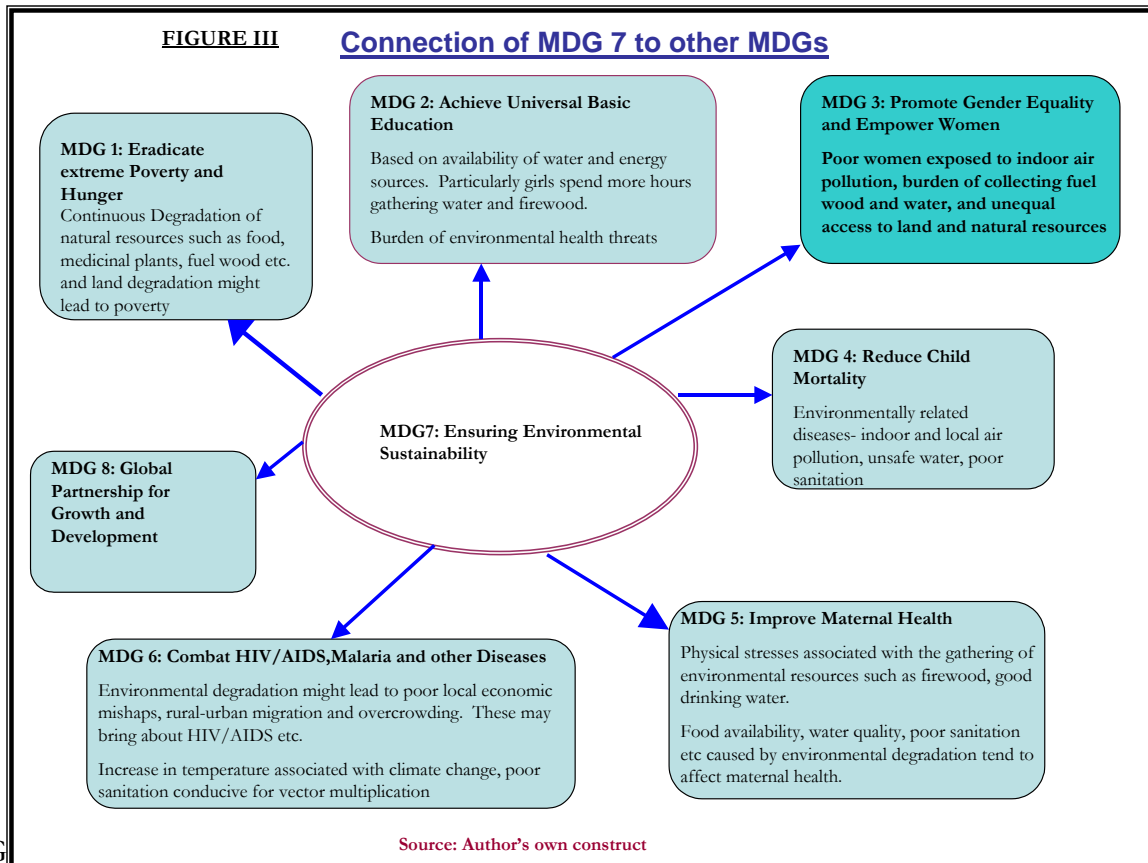 FIGURE III
Connection of MDG 7 to other MDGs
MDG 1: Eradicate
extreme Poverty and
Hunger
Continuous Degradation of
natural resources such as food,
medicinal plants, fuel wood etc.
and land degradation might
lead to poverty
MDG 2: Achieve Universal Basic
Education
Based on availability of water and energy
sources. Particularly girls spend more hours
gathering water and firewood.
Burden of environmental health threats
MDG 3: Promote Gender Equality
and Empower Women
Poor women exposed to indoor air
pollution, burden of collecting fuel
wood and water, and unequal
access to land and natural resources
MDG 4: Reduce Child
Mortality
Environmentally related
diseases- indoor and local air
pollution, unsafe water, poor
sanitation
MDG7: Ensuring Environmental
Sustainability
MDG 8: Global
Partnership for
Growth and
Development
MDG 5: Improve Maternal Health
Physical stresses associated with the gathering of
environmental resources such as firewood, good
drinking water.
Food availability, water quality, poor sanitation
etc caused by environmental degradation tend to
affect maternal health.
MDG 6: Combat HIV/AIDS,Malaria and other Diseases
Environmental degradation might lead to poor local economic
mishaps, rural-urban migration and overcrowding. These may
bring about HIV/AIDS etc.
Increase in temperature associated with climate change, poor
sanitation conducive for vector multiplication
Source: Author's own construct